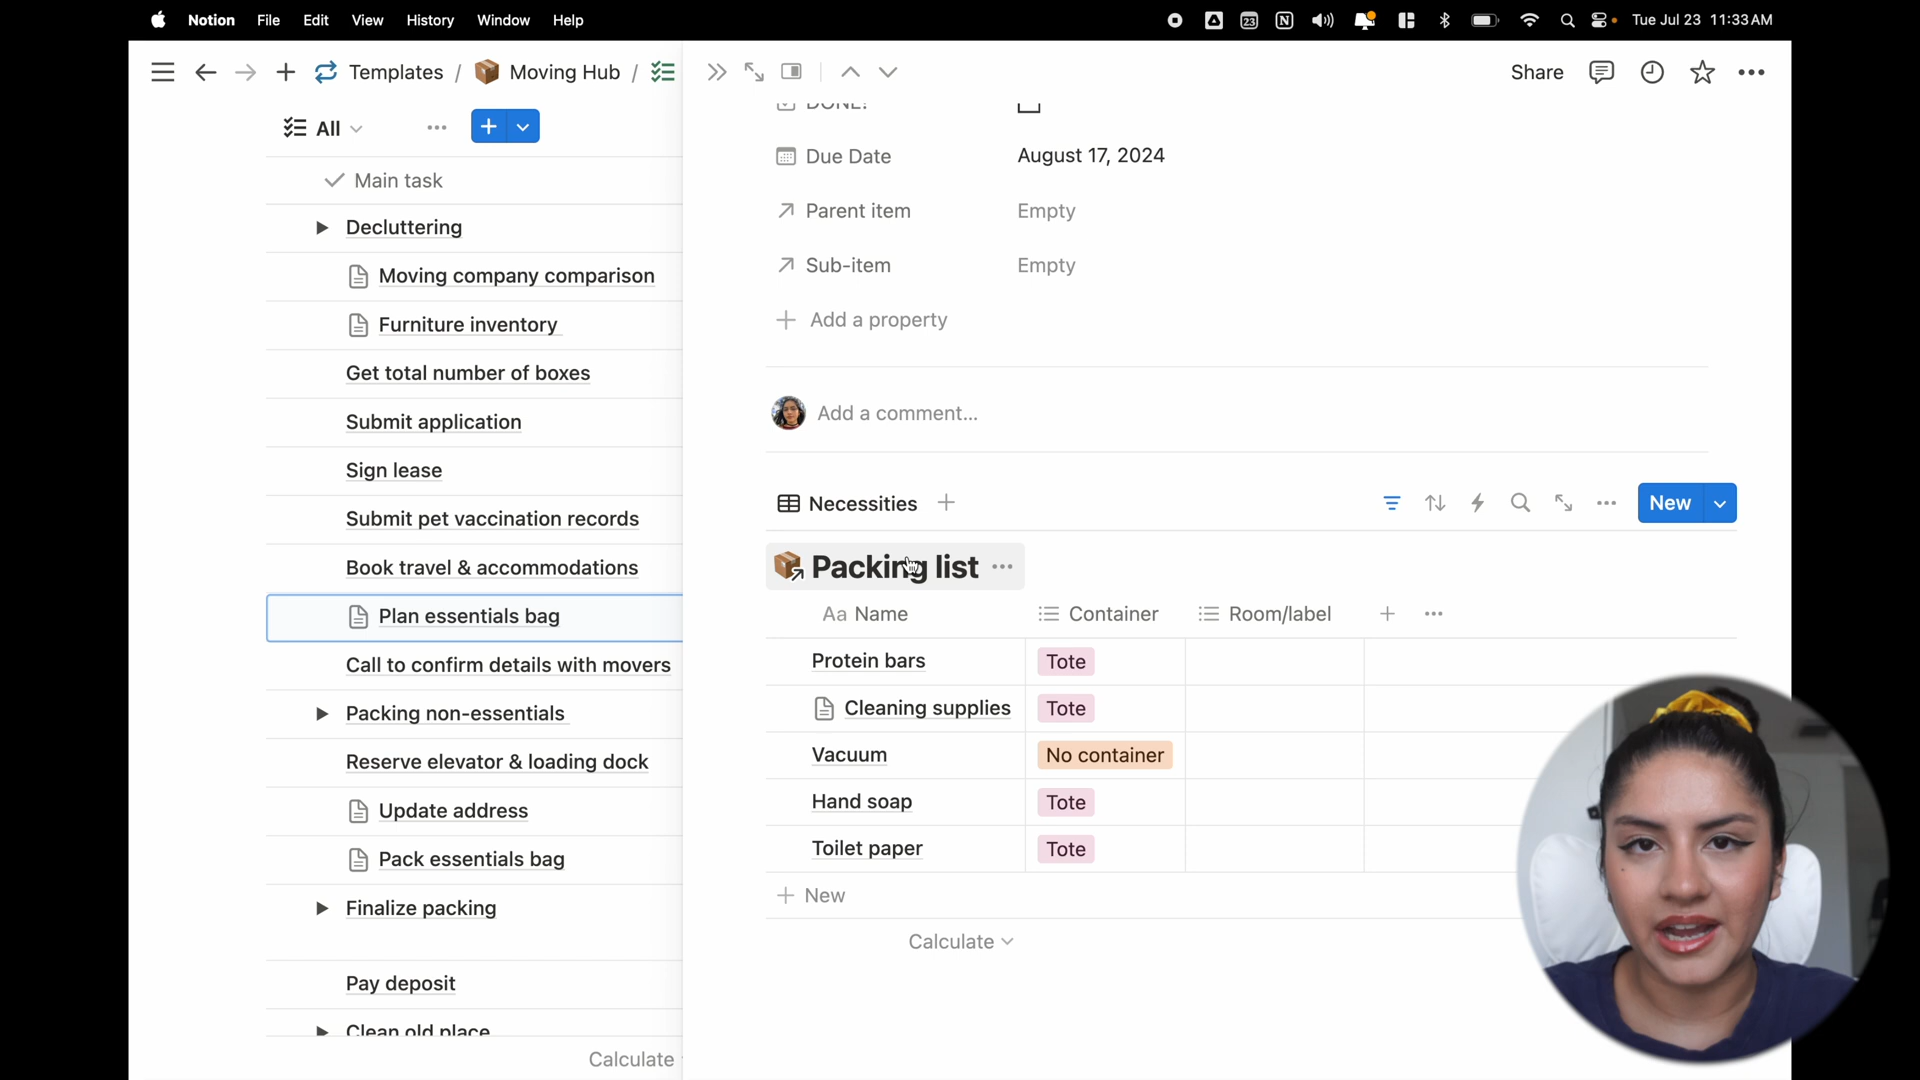 Notion File Edit View History Window Help 23 Tue Jul 23 11:33 AM
Templates / Moving Hub / Share
All
Main task
Decluttering
Moving company comparison
Furniture inventory
Get total number of boxes
Submit application
Sign lease
Submit pet vaccination records
Book travel & accommodations
Plan essentials bag
Call to confirm details with movers
Packing non-essentials
Reserve elevator & loading dock
Update address
Pack essentials bag
Finalize packing
Pay deposit
Clean old place
Calculate
DONE!
Due Date August 17, 2024
Parent item Empty
Sub-item Empty
Add a property
Add a comment...
Necessities New
Packing list
Aa Name Container Room/label
Protein bars Tote
Cleaning supplies Tote
Vacuum No container
Hand soap Tote
Toilet paper Tote
New
Calculate